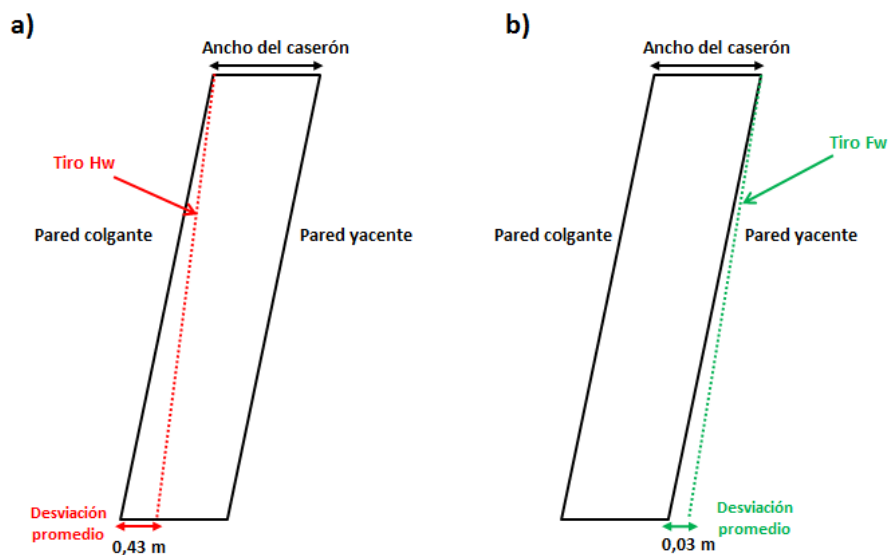 a)
Ancho del caserón
Tiro Hw
Pared colgante
Pared yacente
Desviación
promedio
0,43 m
b)
Ancho del caserón
Tiro Fw
Pared colgante
Pared yacente
Desviación
promedio
0,03 m